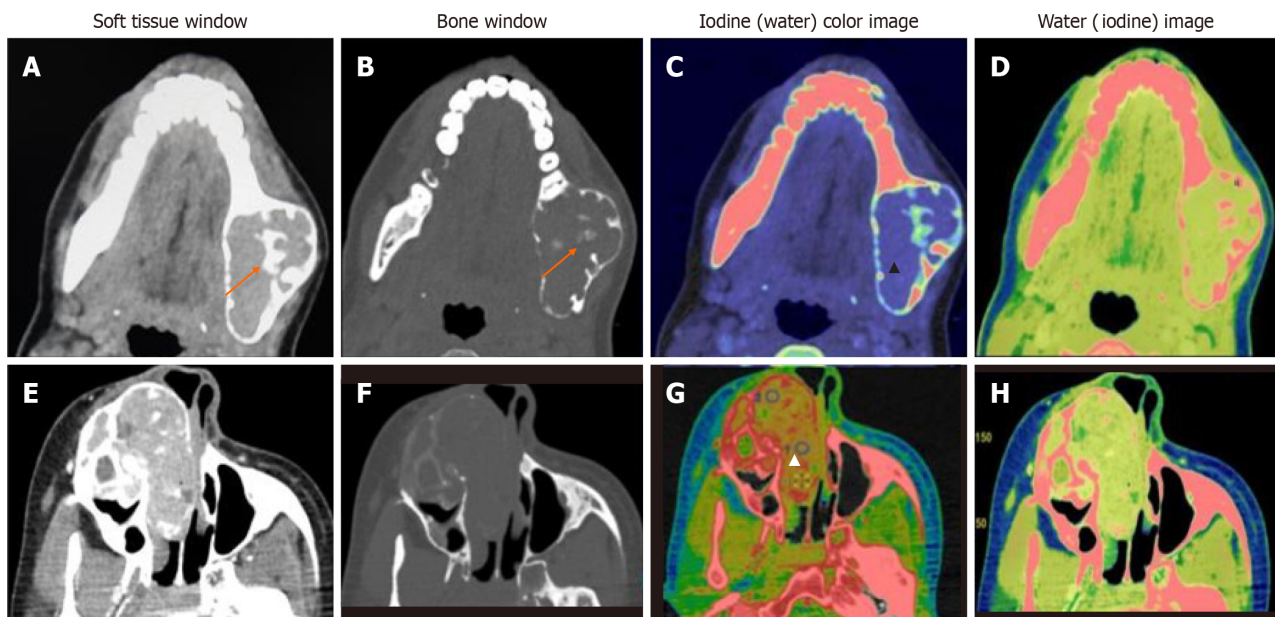 Soft tissue window
Bone window
Iodine (water) color image
Water (iodine) image
A
B
C
D
E
F
G
H
150
50